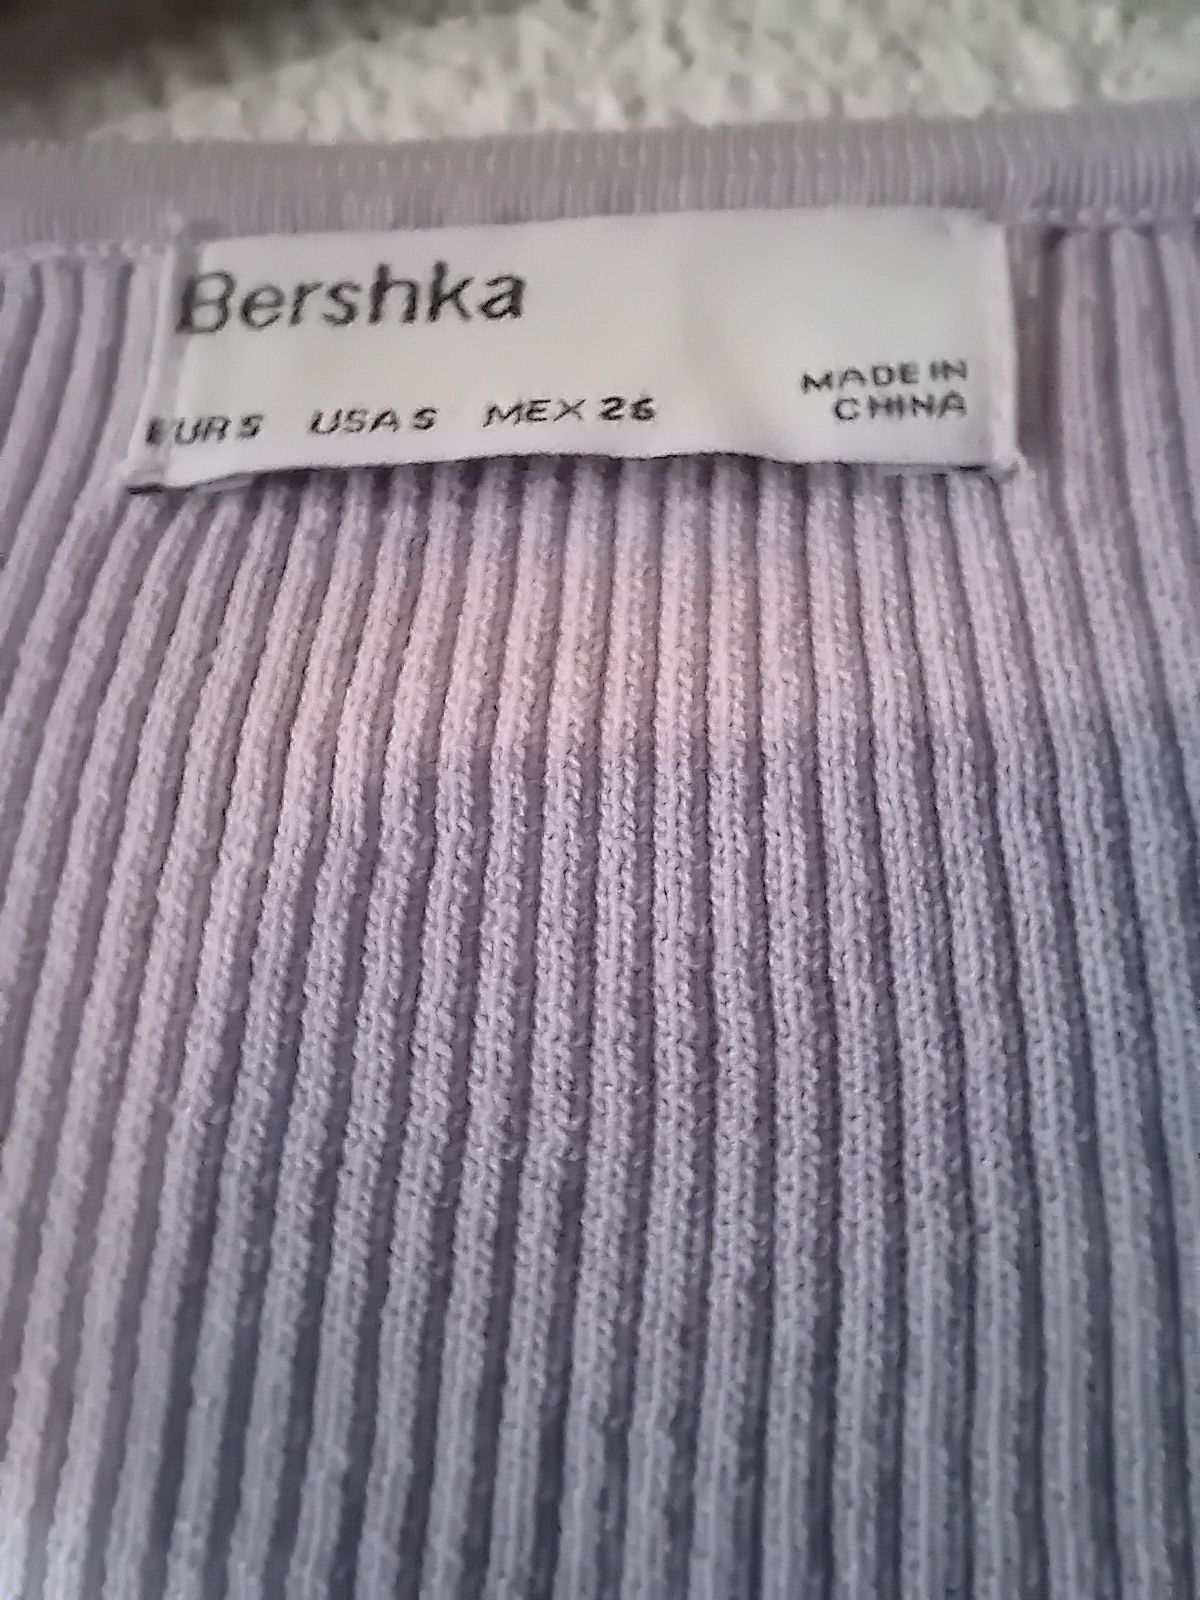 Bershka
EUR S USA S MEX 26
MADE IN
CHINA